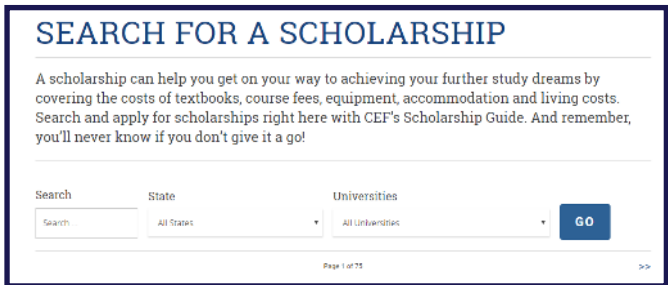 SEARCH FOR A SCHOLARSHIP
A scholarship can help you get on your way to achieving your further study dreams by
covering the costs of textbooks, course fees, equipment, accommodation and living costs.
Search and apply for scholarships right here with CEF's Scholarship Guide. And remember,
you'll never know if you don't give it a go!
Search State Universities
Search... All States All Universities GO
Page 1 of 75 >>